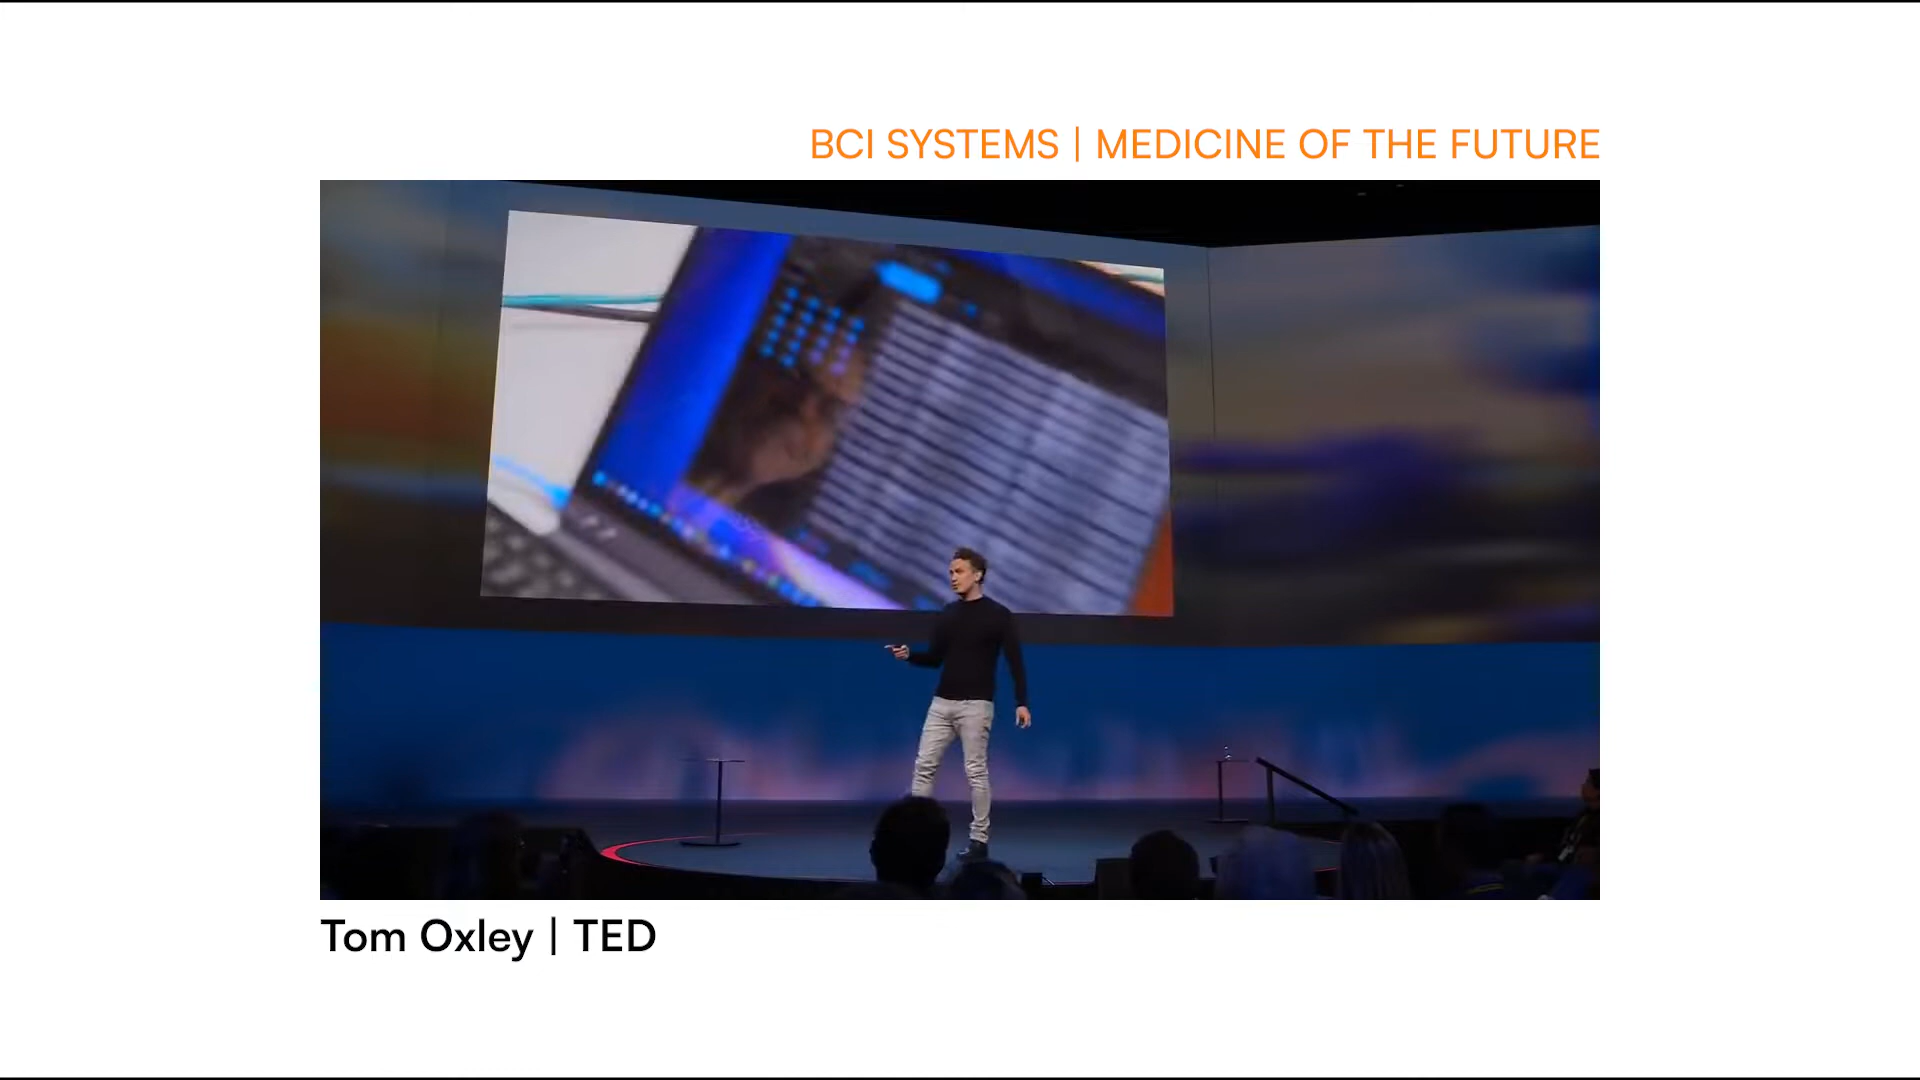 BCI SYSTEMS | MEDICINE OF THE FUTURE
Tom Oxley | TED